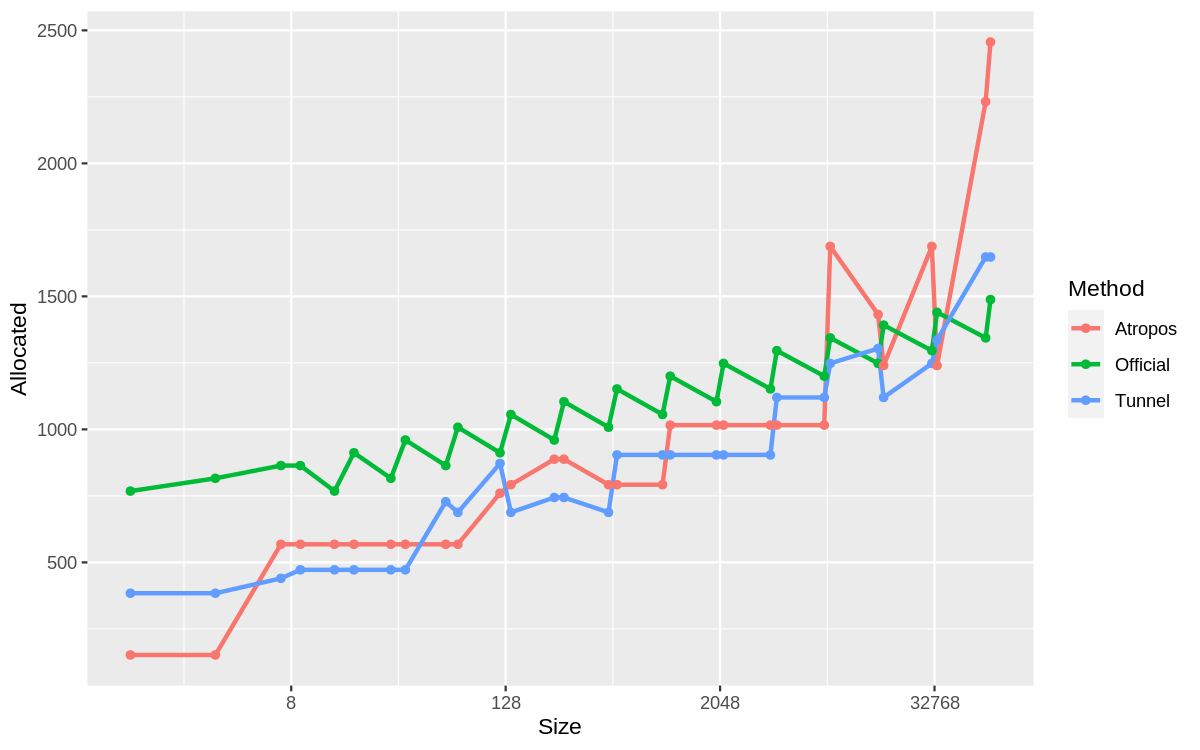 2500
2000
1500
1000
500
Allocated
8
128
2048
32768
Size
Method
Atropos
Official
Tunnel